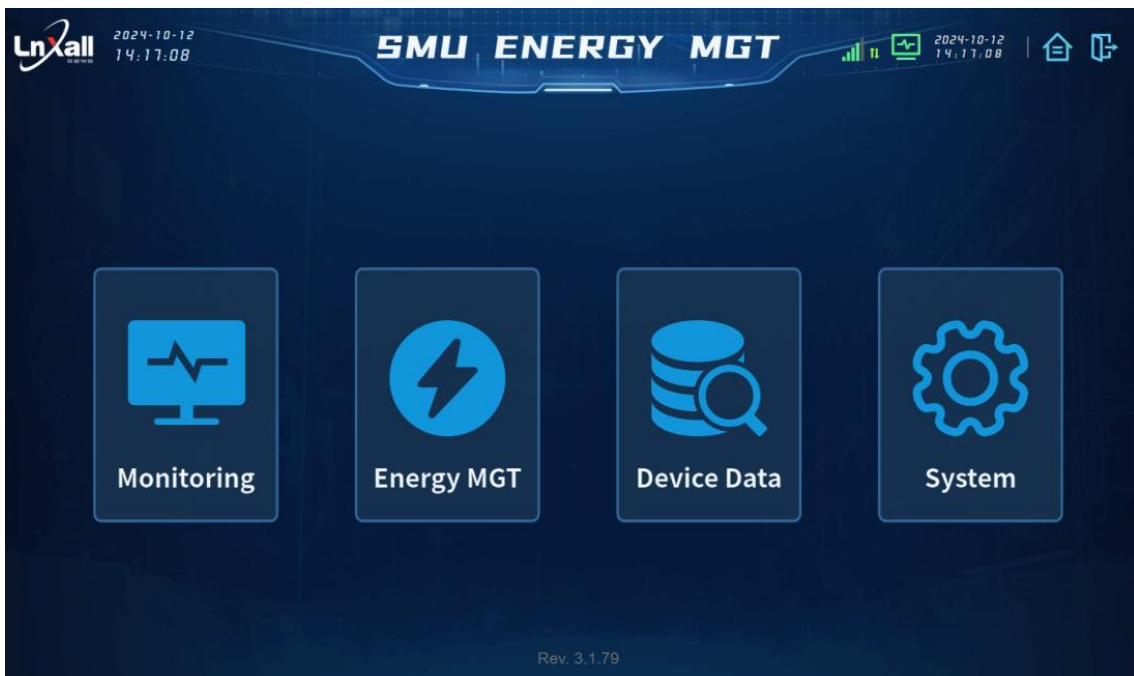 Lnxall
2024-10-12
14:17:08
SMU ENERGY MGT
2024-10-12
14:17:08
Monitoring
Energy MGT
Device Data
System
Rev. 3.1.79